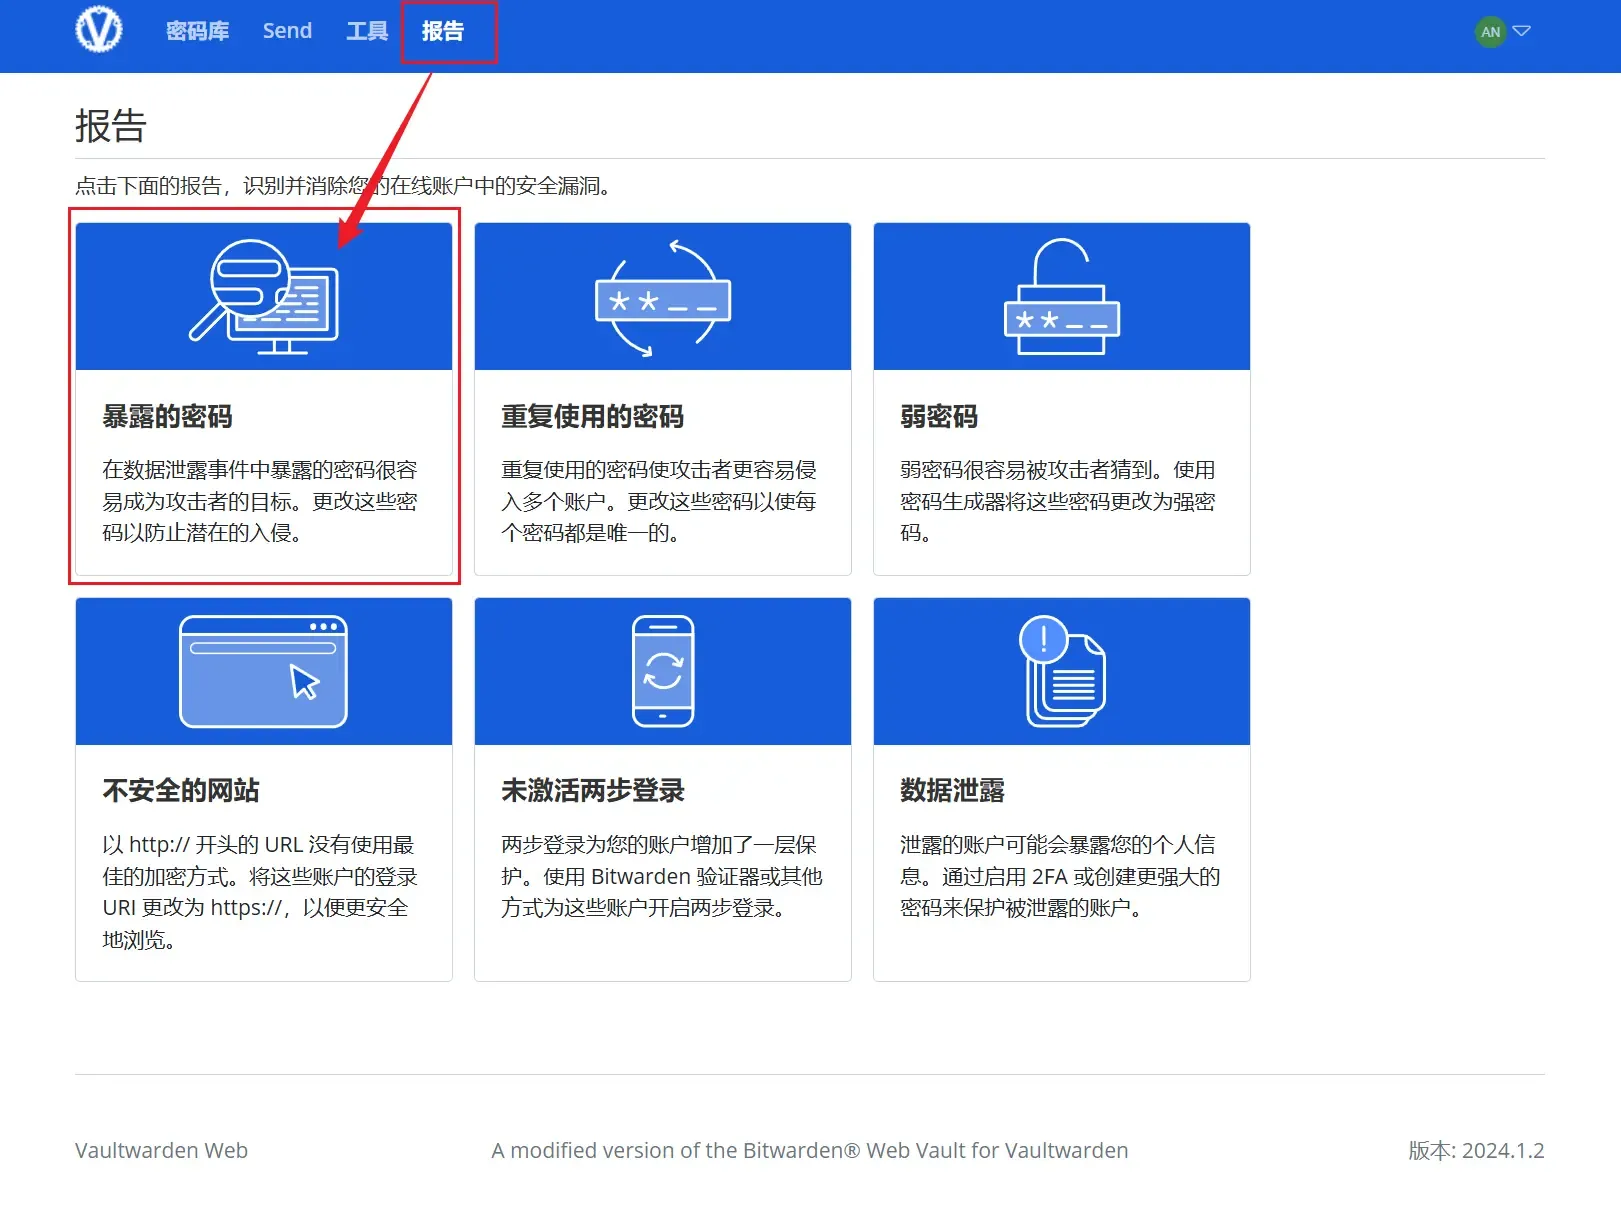 密码库 Send 工具 报告 AN
报告
点击下面的报告，识别并消除您的在线账户中的安全漏洞。
暴露的密码
在数据泄露事件中暴露的密码很容
易成为攻击者的目标。更改这些密
码以防止潜在的入侵。
重复使用的密码
重复使用的密码使攻击者更容易侵
入多个账户。更改这些密码以使每
个密码都是唯一的。
弱密码
弱密码很容易被攻击者猜到。使用
密码生成器将这些密码更改为强密
码。
不安全的网站
以 http:// 开头的 URL 没有使用最
佳的加密方式。将这些账户的登录
URI 更改为 https://，以便更安全
地浏览。
未激活两步登录
两步登录为您的账户增加了一层保
护。使用 Bitwarden 验证器或其他
方式为这些账户开启两步登录。
数据泄露
泄露的账户可能会暴露您的个人信
息。通过启用 2FA 或创建更强大的
密码来保护被泄露的账户。
Vaultwarden Web
A modified version of the Bitwarden® Web Vault for Vaultwarden
版本: 2024.1.2